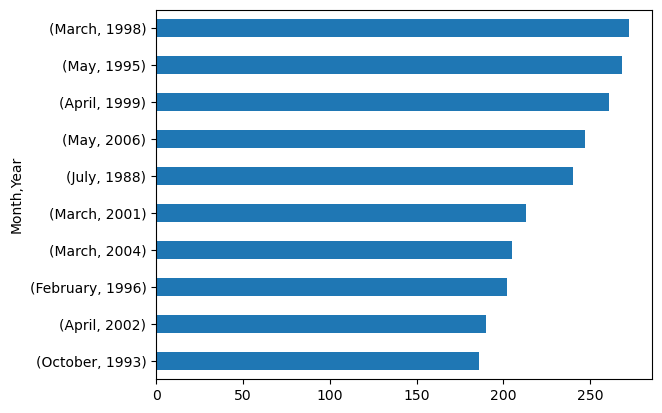 (March, 1998)
(May, 1995)
(April, 1999)
(May, 2006)
(July, 1988)
(March, 2001)
(March, 2004)
(February, 1996)
(April, 2002)
(October, 1993)
Month,Year
0 50 100 150 200 250